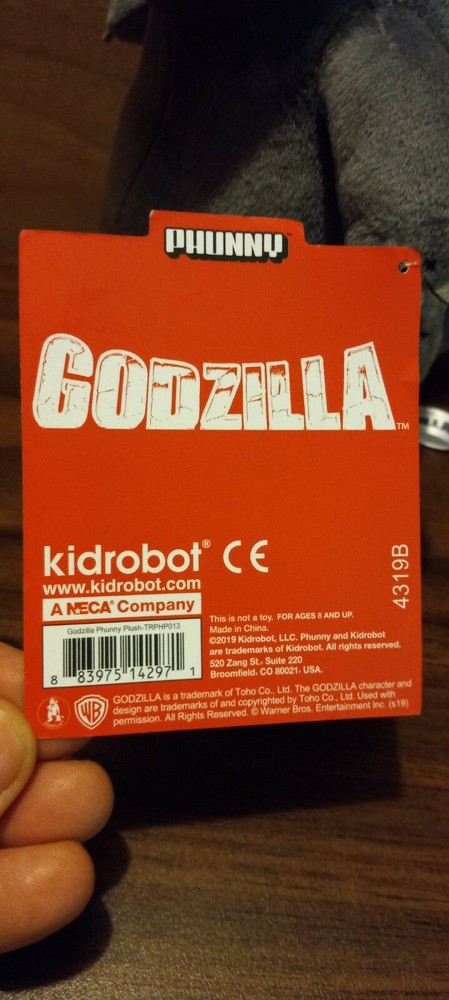 PHUNNY™
GODZILLA™
kidrobot® CE
www.kidrobot.com
A NECA® Company
4319B
Godzilla Phunny Plush-TRPHP013
8 83975 14297 1
This is not a toy. FOR AGES 8 AND UP.
Made in China.
©2019 Kidrobot, LLC. Phunny and Kidrobot
are trademarks of Kidrobot. All rights reserved.
520 Zang St., Suite 220
Broomfield, CO 80021, USA.
WB
GODZILLA is a trademark of Toho Co., Ltd. The GODZILLA character and
design are trademarks of and copyrighted by Toho Co., Ltd. Used with
permission. All Rights Reserved. © Warner Bros. Entertainment Inc. (s19)